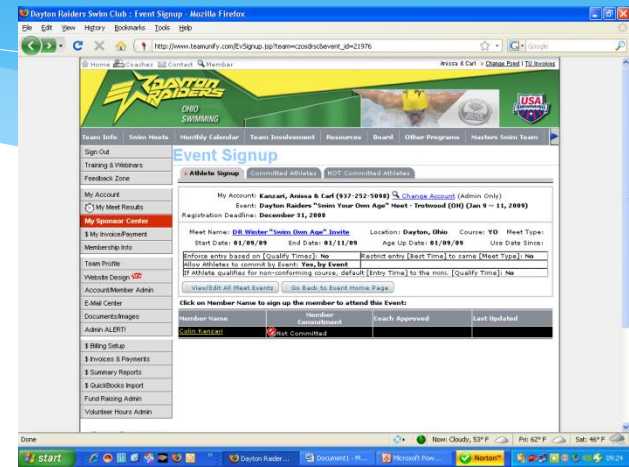 Dayton Raiders Swim Club : Event Signup - Mozilla Firefox
File Edit View History Bookmarks Tools Help
http://www.teamunify.com/EvSignup.jsp?team=czosdrsc&event_id=21976
Google
Home Coaches Contact Member
Anissa & Carl > Change Pswd | TU Invoices
DAYTON RAIDERS
OHIO
SWIMMING
USA
SWIMMING
Team Info Swim Meets Monthly Calendar Team Involvement Resources Board Other Programs Masters Swim Team
Sign Out
Training & Webinars
Feedback Zone
My Account
My Meet Results
My Sponsor Center
$ My Invoice/Payment
Membership Info
Team Profile
Website Design
Account/Member Admin
E-Mail Center
Documents/Images
Admin ALERT!
$ Billing Setup
$ Invoices & Payments
$ Summary Reports
$ QuickBooks Import
Fund Raising Admin
Volunteer Hours Admin
Event Signup
» Athlete Signup Committed Athletes NOT Committed Athletes
My Account: Kanzari, Anissa & Carl (937-252-5098) Change Account (Admin Only)
Event: Dayton Raiders "Swim Your Own Age" Meet - Trotwood (OH) (Jan 9 ~ 11, 2009)
Registration Deadline: December 31, 2008
Meet Name: DR Winter "Swim Own Age" Invite Location: Dayton, Ohio Course: YO Meet Type:
Start Date: 01/09/09 End Date: 01/11/09 Age Up Date: 01/09/09 Use Date Since:
Enforce entry based on [Qualify Times]: No Restrict entry [Best Time] to same [Meet Type]: No
Allow Athletes to commit by Event: Yes, by Event
If Athlete qualifies for non-conforming course, default [Entry Time] to the mini. [Qualify Time]: No
View/Edit All Meet Events Go Back to Event Home Page
Click on Member Name to sign up the member to attend this Event:
Member Name Member Commitment Coach Approved Last Updated
Colin Kanzari Not Committed
Done
Now: Cloudy, 53° F Fri: 62° F Sat: 46° F
start
Dayton Raider...
Document1 - M...
Microsoft Pow...
Norton
09:24